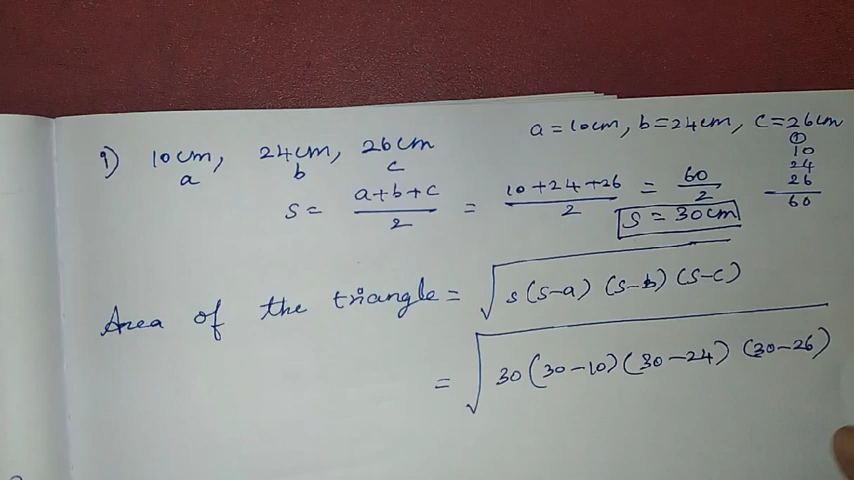 a = 10cm, b = 24cm, c = 26cm
i) 10cm, 24cm, 26cm
a b c
1
10
24
26
60
s = a+b+c / 2 = 10+24+26 / 2 = 60 / 2
s = 30cm
Area of the triangle = √s(s-a) (s-b) (s-c)
= √30(30-10)(30-24) (30-26)